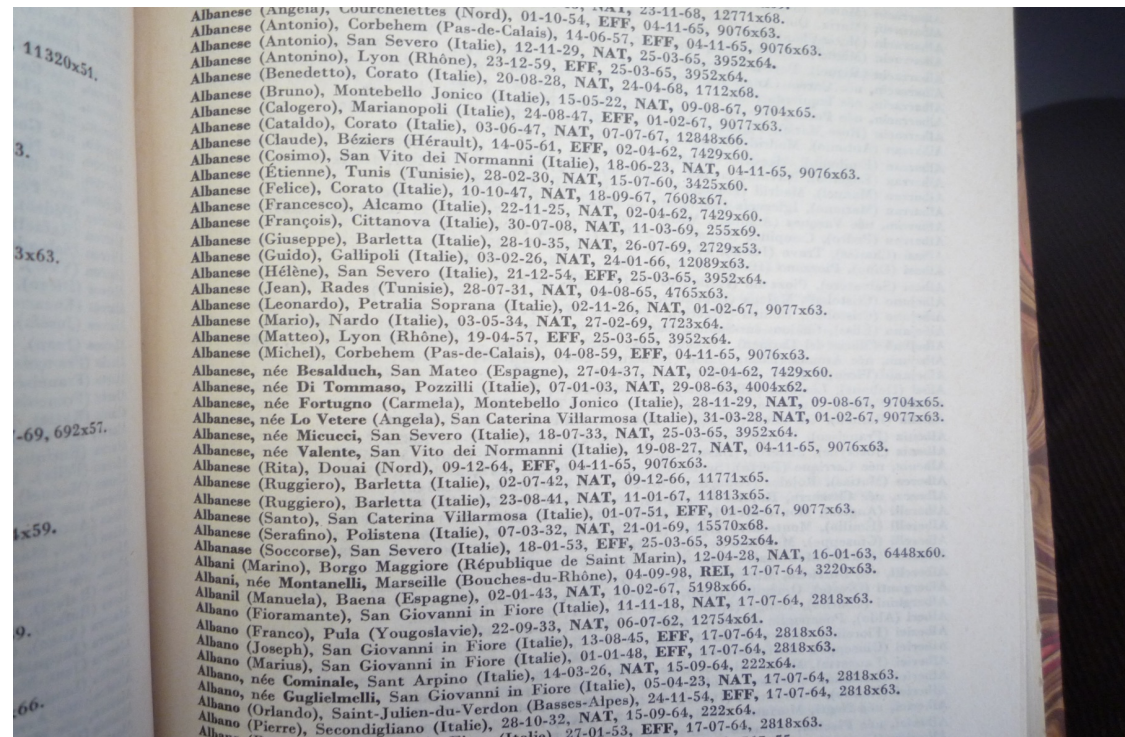 11320x51.
3.
3x63.
-69, 692x57.
x59.
9.
66.
NAT, 23-11-68, 12771x68.
Albanese (Angela), Courchelettes (Nord), 01-10-54, EFF, 04-11-65, 9076x63.
Albanese (Antonio), Corbehem (Pas-de-Calais), 14-06-57, EFF, 04-11-65, 9076x63.
Albanese (Antonio), San Severo (Italie), 12-11-29, NAT, 25-03-65, 3952x64.
Albanese (Antonino), Lyon (Rhône), 23-12-59, EFF, 25-03-65, 3952x64.
Albanese (Benedetto), Corato (Italie), 20-08-28, NAT, 24-04-68, 1712x68.
Albanese (Bruno), Montebello Jonico (Italie), 15-05-22, NAT, 09-08-67, 9704x65.
Albanese (Calogero), Marianopoli (Italie), 24-08-47, EFF, 01-02-67, 9077x63.
Albanese (Cataldo), Corato (Italie), 03-06-47, NAT, 07-07-67, 12848x66.
Albanese (Claude), Béziers (Hérault), 14-05-61, EFF, 02-04-62, 7429x60.
Albanese (Cosimo), San Vito dei Normanni (Italie), 18-06-23, NAT, 04-11-65, 9076x63.
Albanese (Étienne), Tunis (Tunisie), 28-02-30, NAT, 15-07-60, 3425x60.
Albanese (Felice), Corato (Italie), 10-10-47, NAT, 18-09-67, 7608x67.
Albanese (Francesco), Alcamo (Italie), 22-11-25, NAT, 02-04-62, 7429x60.
Albanese (François), Cittanova (Italie), 30-07-08, NAT, 11-03-69, 255x69.
Albanese (Giuseppe), Barletta (Italie), 28-10-35, NAT, 26-07-69, 2729x53.
Albanese (Guido), Gallipoli (Italie), 03-02-26, NAT, 24-01-66, 12089x63.
Albanese (Hélène), San Severo (Italie), 21-12-54, EFF, 25-03-65, 3952x64.
Albanese (Jean), Rades (Tunisie), 28-07-31, NAT, 04-08-65, 4765x63.
Albanese (Leonardo), Petralia Soprana (Italie), 02-11-26, NAT, 01-02-67, 9077x63.
Albanese (Mario), Nardo (Italie), 03-05-34, NAT, 27-02-69, 7723x64.
Albanese (Matteo), Lyon (Rhône), 19-04-57, EFF, 25-03-65, 3952x64.
Albanese (Michel), Corbehem (Pas-de-Calais), 04-08-59, EFF, 04-11-65, 9076x63.
Albanese, née Besalduch, San Mateo (Espagne), 27-04-37, NAT, 02-04-62, 7429x60.
Albanese, née Di Tommaso, Pozzilli (Italie), 07-01-03, NAT, 29-08-63, 4004x62.
Albanese, née Fortugno (Carmela), Montebello Jonico (Italie), 28-11-29, NAT, 09-08-67, 9704x65.
Albanese, née Lo Vetere (Angela), San Caterina Villarmosa (Italie), 31-03-28, NAT, 01-02-67, 9077x63.
Albanese, née Micucci, San Severo (Italie), 18-07-33, NAT, 25-03-65, 3952x64.
Albanese, née Valente, San Vito dei Normanni (Italie), 19-08-27, NAT, 04-11-65, 9076x63.
Albanese (Rita), Douai (Nord), 09-12-64, EFF, 04-11-65, 9076x63.
Albanese (Ruggiero), Barletta (Italie), 02-07-42, NAT, 09-12-66, 11771x65.
Albanese (Ruggiero), Barletta (Italie), 23-08-41, NAT, 11-01-67, 11813x65.
Albanese (Santo), San Caterina Villarmosa (Italie), 01-07-51, EFF, 01-02-67, 9077x63.
Albanese (Serafino), Polistena (Italie), 07-03-32, NAT, 21-01-69, 15570x68.
Albanase (Soccorse), San Severo (Italie), 18-01-53, EFF, 25-03-65, 3952x64.
Albani (Marino), Borgo Maggiore (République de Saint Marin), 12-04-28, NAT, 16-01-63, 6448x60.
Albani, née Montanelli, Marseille (Bouches-du-Rhône), 04-09-98, REI, 17-07-64, 3220x63.
Albanil (Manuela), Baena (Espagne), 02-01-43, NAT, 10-02-67, 5198x66.
Albano (Fioramante), San Giovanni in Fiore (Italie), 11-11-18, NAT, 17-07-64, 2818x63.
Albano (Franco), Pula (Yougoslavie), 22-09-33, NAT, 06-07-62, 12754x61.
Albano (Joseph), San Giovanni in Fiore (Italie), 13-08-45, EFF, 17-07-64, 2818x63.
Albano (Marius), San Giovanni in Fiore (Italie), 01-01-48, EFF, 17-07-64, 2818x63.
Albano, née Cominale, Sant Arpino (Italie), 14-03-26, NAT, 15-09-64, 222x64.
Albano, née Guglielmelli, San Giovanni in Fiore (Italie), 05-04-23, NAT, 17-07-64, 2818x63.
Albano (Orlando), Saint-Julien-du-Verdon (Basses-Alpes), 24-11-54, EFF, 17-07-64, 2818x63.
Albano (Pierre), Secondigliano (Italie), 28-10-32, NAT, 15-09-64, 222x64.
(Italie), 27-01-53, EFF, 17-07-64, 2818x63.